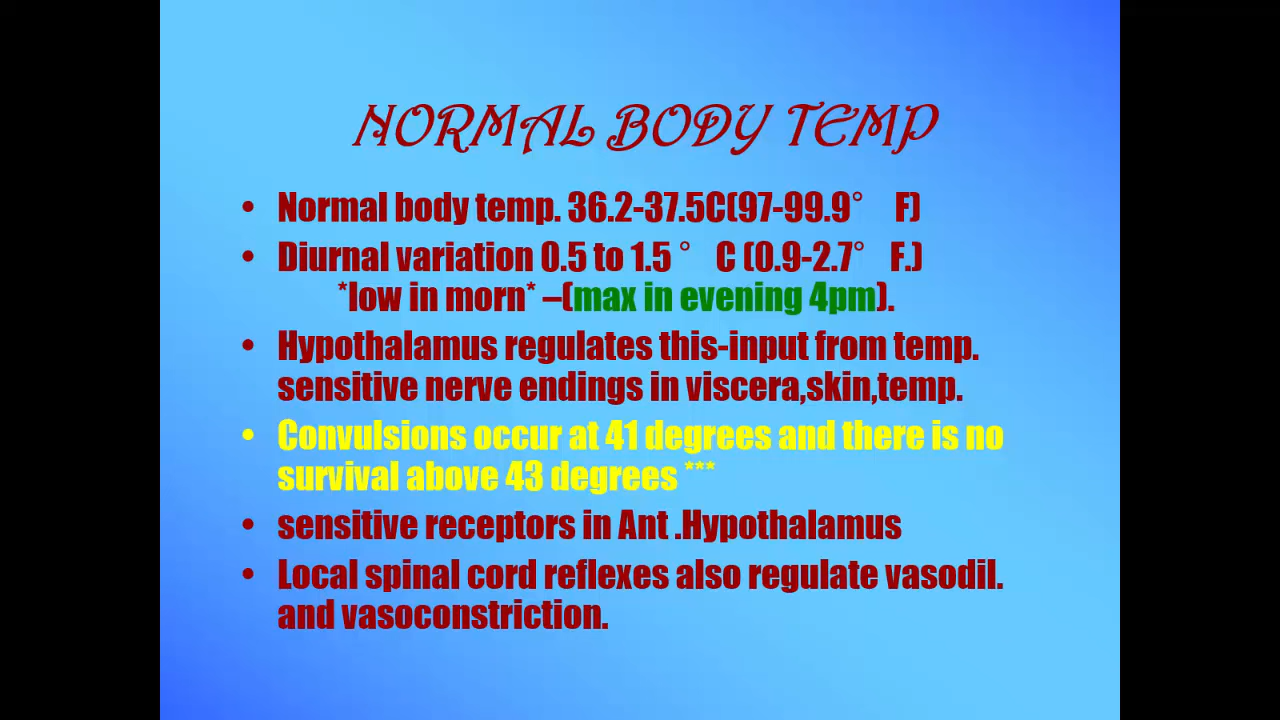 NORMAL BODY TEMP
• Normal body temp. 36.2-37.5C(97-99.9° F)
• Diurnal variation 0.5 to 1.5 ° C (0.9-2.7° F.)
*low in morn* –(max in evening 4pm).
• Hypothalamus regulates this-input from temp.
sensitive nerve endings in viscera,skin,temp.
• Convulsions occur at 41 degrees and there is no
survival above 43 degrees ***
• sensitive receptors in Ant .Hypothalamus
• Local spinal cord reflexes also regulate vasodil.
and vasoconstriction.